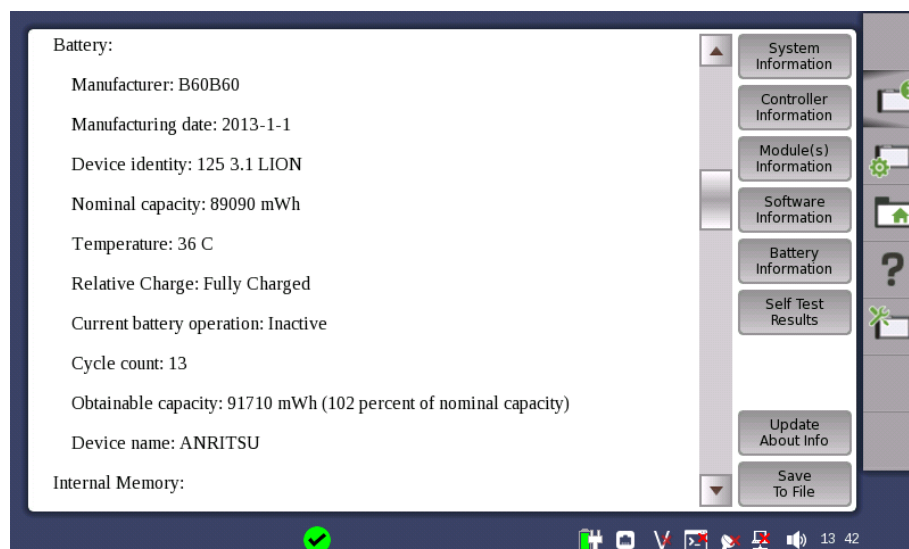 Battery:
Manufacturer: B60B60
Manufacturing date: 2013-1-1
Device identity: 125 3.1 LION
Nominal capacity: 89090 mWh
Temperature: 36 C
Relative Charge: Fully Charged
Current battery operation: Inactive
Cycle count: 13
Obtainable capacity: 91710 mWh (102 percent of nominal capacity)
Device name: ANRITSU
Internal Memory:
System
Information
Controller
Information
Module(s)
Information
Software
Information
Battery
Information
Self Test
Results
Update
About Info
Save
To File
?
13 42